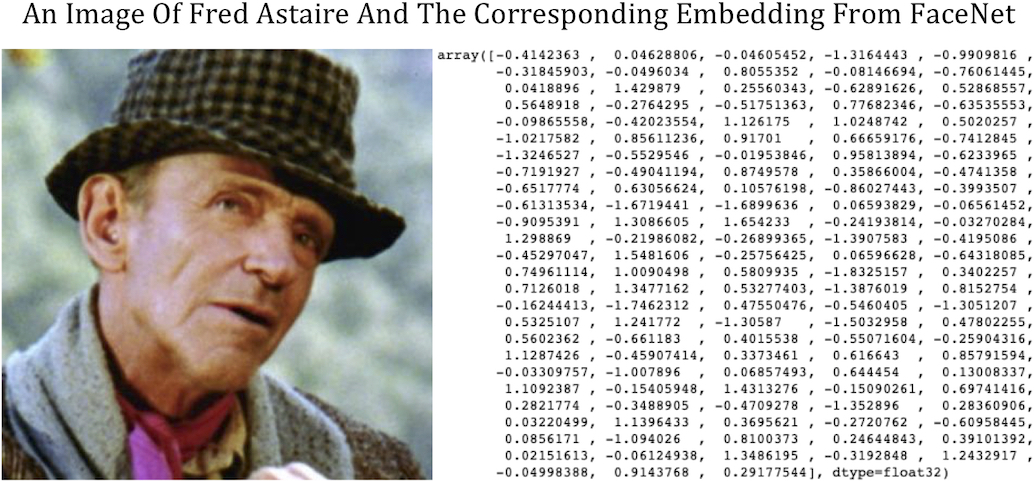 An Image Of Fred Astaire And The Corresponding Embedding From FaceNet
array([-0.4142363 , 0.04628806, -0.04605452, -1.3164443 , -0.9909816 ,
-0.31845903, -0.0496034 , 0.8055352 , -0.08146694, -0.76061445,
0.0418896 , 1.429879 , 0.25560343, -0.62891626, 0.52868557,
0.5648918 , -0.2764295 , -0.51751363, 0.77682346, -0.63535553,
-0.09865558, -0.42023554, 1.126175 , 1.0248742 , 0.5020257 ,
-1.0217582 , 0.85611236, 0.91701 , 0.66659176, -0.7412845 ,
-1.3246527 , -0.5529546 , -0.01953846, 0.95813894, -0.6233965 ,
-0.7191927 , -0.49041194, 0.8749578 , 0.35866004, -0.4741358 ,
-0.6517774 , 0.63056624, 0.10576198, -0.86027443, -0.3993507 ,
-0.61313534, -1.6719441 , -1.6899636 , 0.06593829, -0.06561452,
-0.9095391 , 1.3086605 , 1.654233 , -0.24193814, -0.03270284,
1.298869 , -0.21986082, -0.26899365, -1.3907583 , -0.4195086 ,
-0.45297047, 1.5481606 , -0.25756425, 0.06596628, -0.64318085,
0.74961114, 1.0090498 , 0.5809935 , -1.8325157 , 0.3402257 ,
0.7126018 , 1.3477162 , 0.53277403, -1.3876019 , 0.8152754 ,
-0.16244413, -1.7462312 , 0.47550476, -0.5460405 , -1.3051207 ,
0.5325107 , 1.241772 , -1.30587 , -1.5032958 , 0.47802255,
0.5602362 , -0.661183 , 0.4015538 , -0.55071604, -0.25904316,
1.1287426 , -0.45907414, 0.3373461 , 0.616643 , 0.85791594,
-0.03309757, -1.007896 , 0.06857493, 0.644454 , 0.13008337,
1.1092387 , -0.15405948, 1.4313276 , -0.15090261, 0.69741416,
0.2821774 , -0.3488905 , -0.4709278 , -1.352896 , 0.28360906,
0.03220499, 1.1396433 , 0.3695621 , -0.2720762 , -0.60958445,
0.0856171 , -1.094026 , 0.8100373 , 0.24644843, 0.39101392,
0.02151613, -0.06124938, 1.3486195 , -0.3192848 , 1.2432917 ,
-0.04998388, 0.9143768 , 0.29177544], dtype=float32)